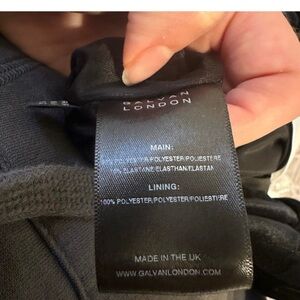 GALVAN
LONDON
MAIN:
POLYESTER/POLYESTER/POLIESTERE
ELASTANE/ELASTHAN/ELASTAN
LINING:
100% POLYESTER/POLYESTER/POLIESTERE
MADE IN THE UK
WWW.GALVANLONDON.COM